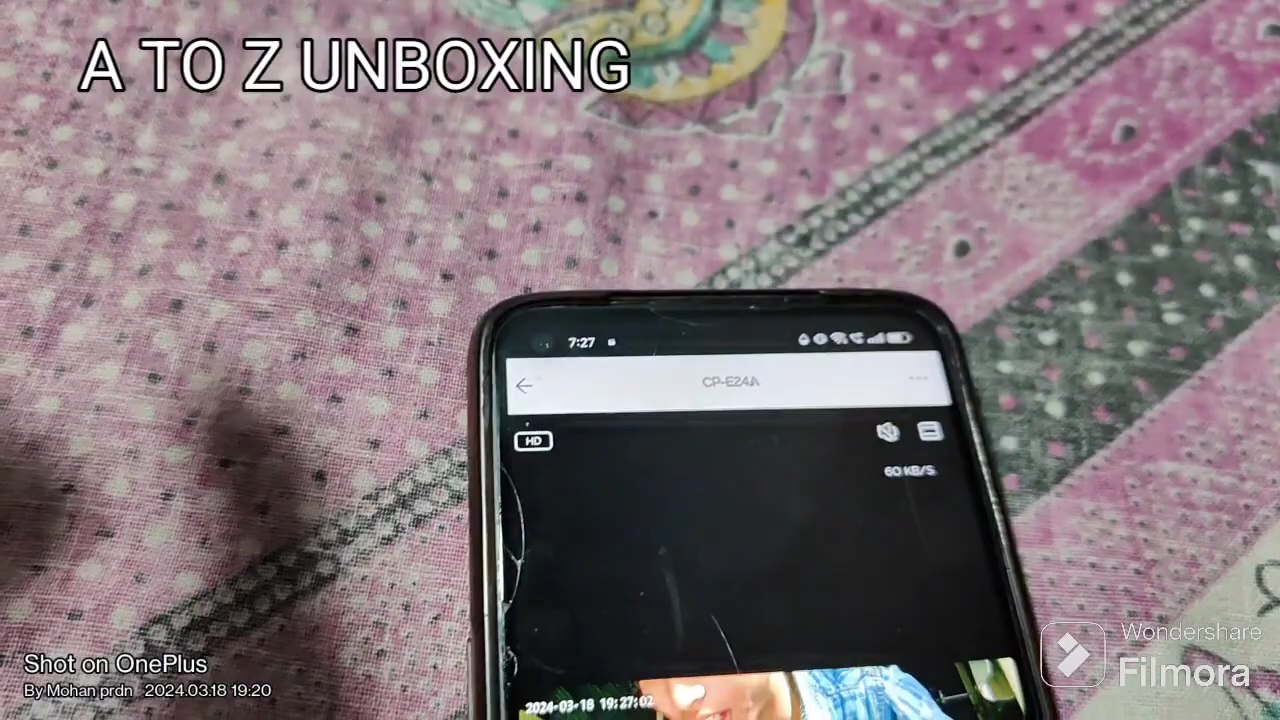 A TO Z UNBOXING
7:27
CP-E24A
HD
60 KB/S
2024-03-18 19:27:02
Shot on OnePlus
By Mohan prdn 2024.03.18 19:20
Wondershare
Filmora